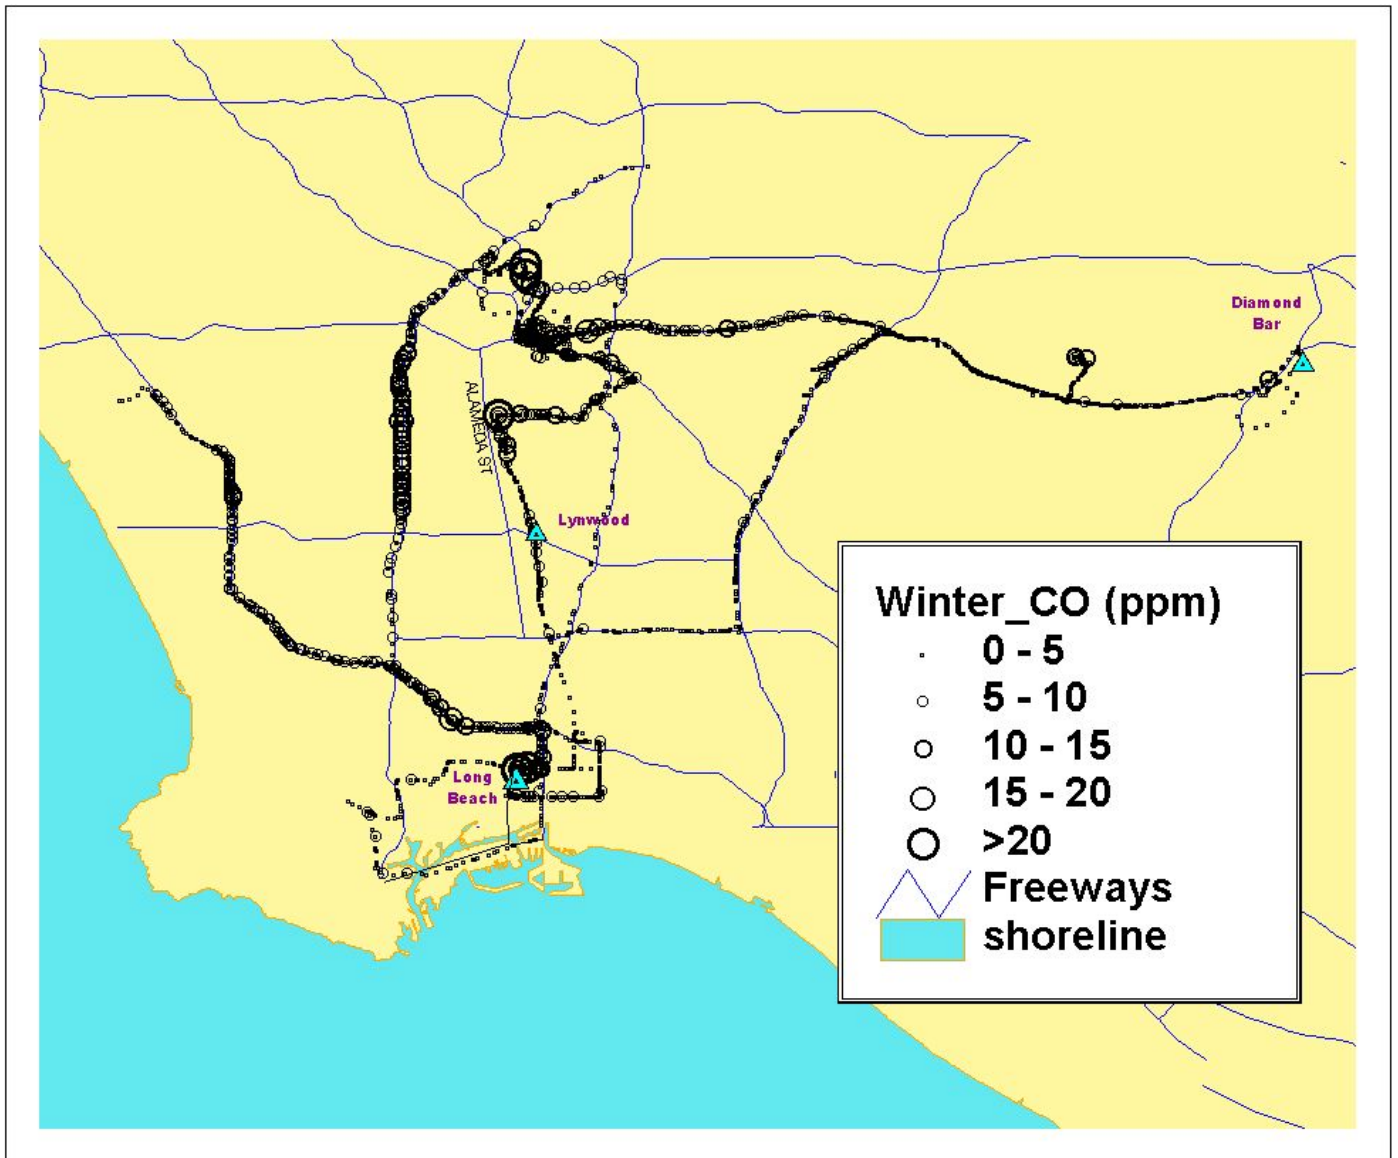 Diamond
Bar
ALAMEDA ST
Lynwood
Long
Beach
Winter_CO (ppm)
0 - 5
5 - 10
10 - 15
15 - 20
>20
Freeways
shoreline